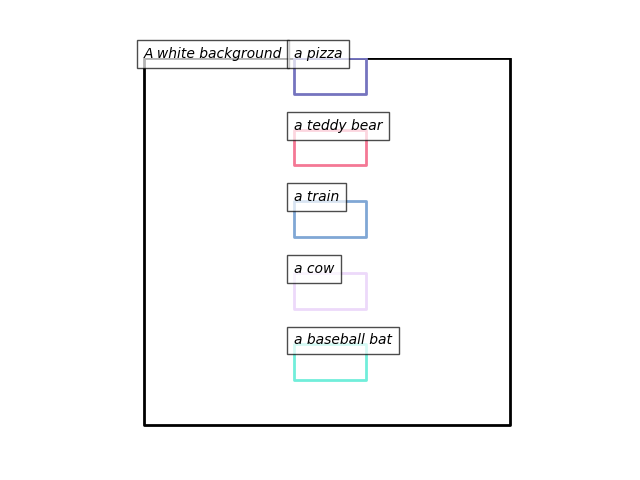 A white background
a pizza
a teddy bear
a train
a cow
a baseball bat